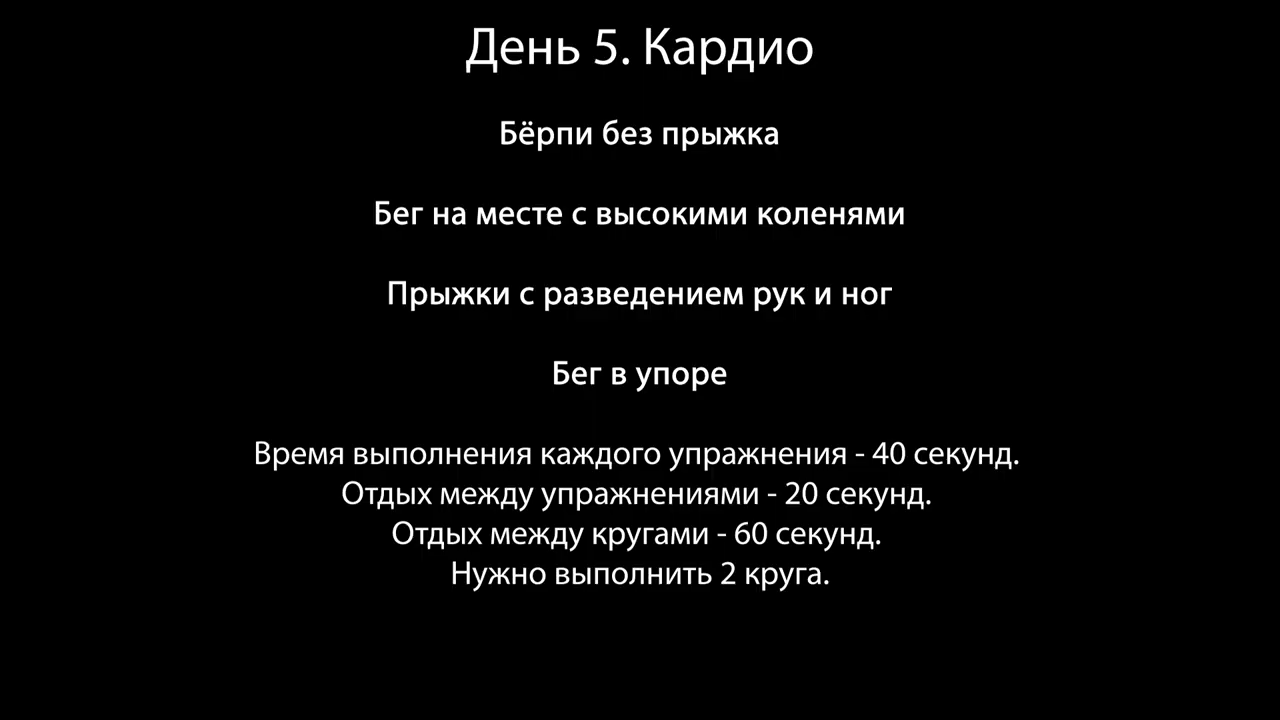 День 5. Кардио
Бёрпи без прыжка
Бег на месте с высокими коленями
Прыжки с разведением рук и ног
Бег в упоре
Время выполнения каждого упражнения - 40 секунд.
Отдых между упражнениями - 20 секунд.
Отдых между кругами - 60 секунд.
Нужно выполнить 2 круга.